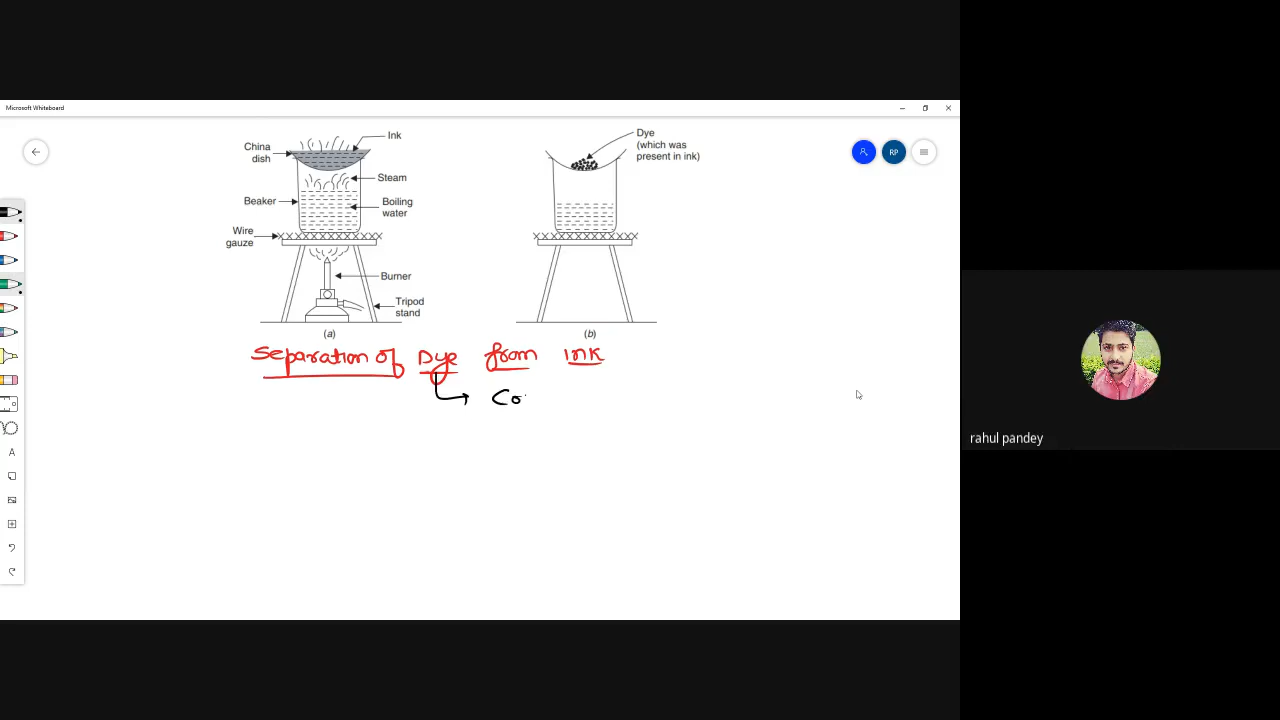 Microsoft Whiteboard
China dish
Ink
Steam
Beaker
Boiling water
Wire gauze
Burner
Tripod stand
(a)
Dye (which was present in ink)
(b)
RP
Separation of Dye from Ink
Co
A
rahul pandey